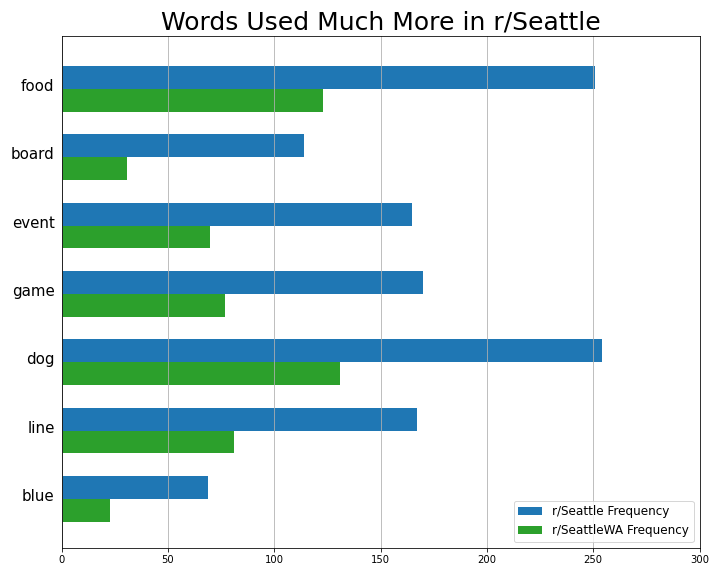 Words Used Much More in r/Seattle
food
board
event
game
dog
line
blue
r/Seattle Frequency
r/SeattleWA Frequency
0 50 100 150 200 250 300